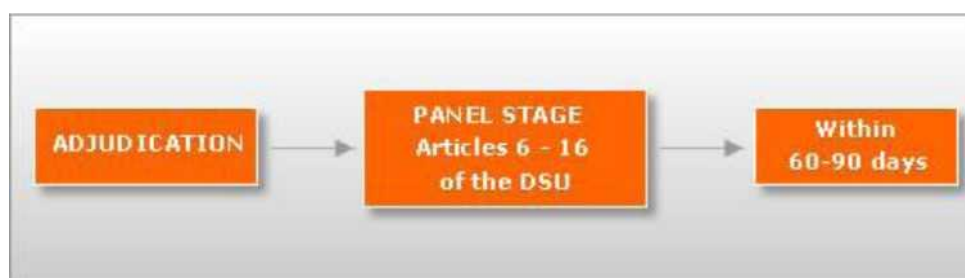 ADJUDICATION
PANEL STAGE
Articles 6 - 16
of the DSU
Within
60-90 days